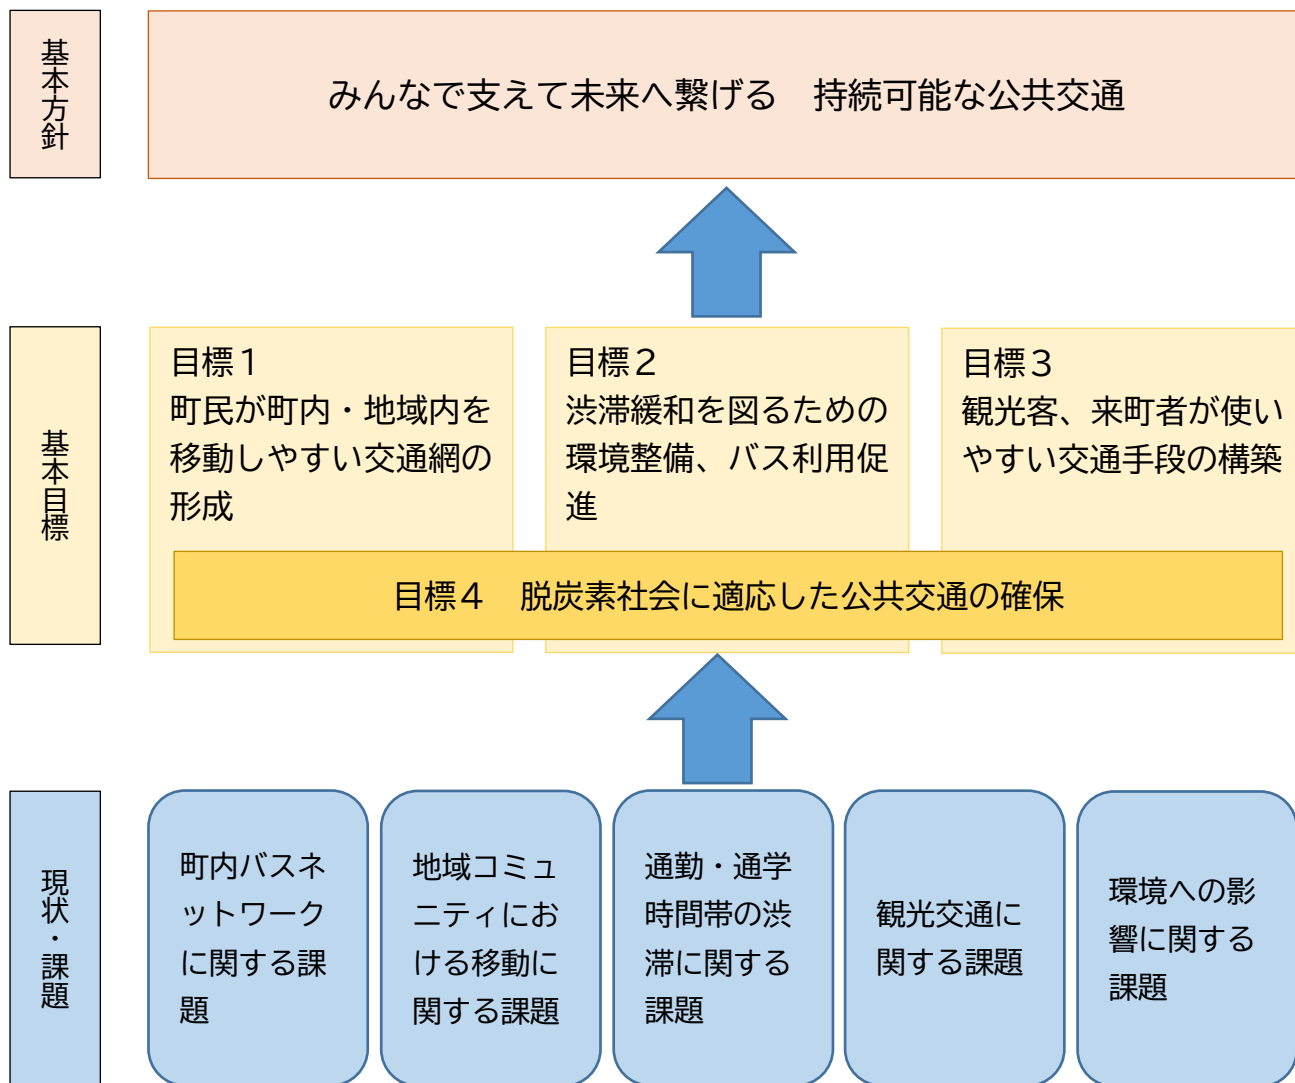 基本方針
みんなで支えて未来へ繋げる　持続可能な公共交通
基本目標
目標１
町民が町内・地域内を
移動しやすい交通網の
形成
目標２
渋滞緩和を図るための
環境整備、バス利用促
進
目標３
観光客、来町者が使い
やすい交通手段の構築
目標４　脱炭素社会に適応した公共交通の確保
現状・課題
町内バスネ
ットワーク
に関する課
題
地域コミュ
ニティにお
ける移動に
関する課題
通勤・通学
時間帯の渋
滞に関する
課題
観光交通に
関する課題
環境への影
響に関する
課題